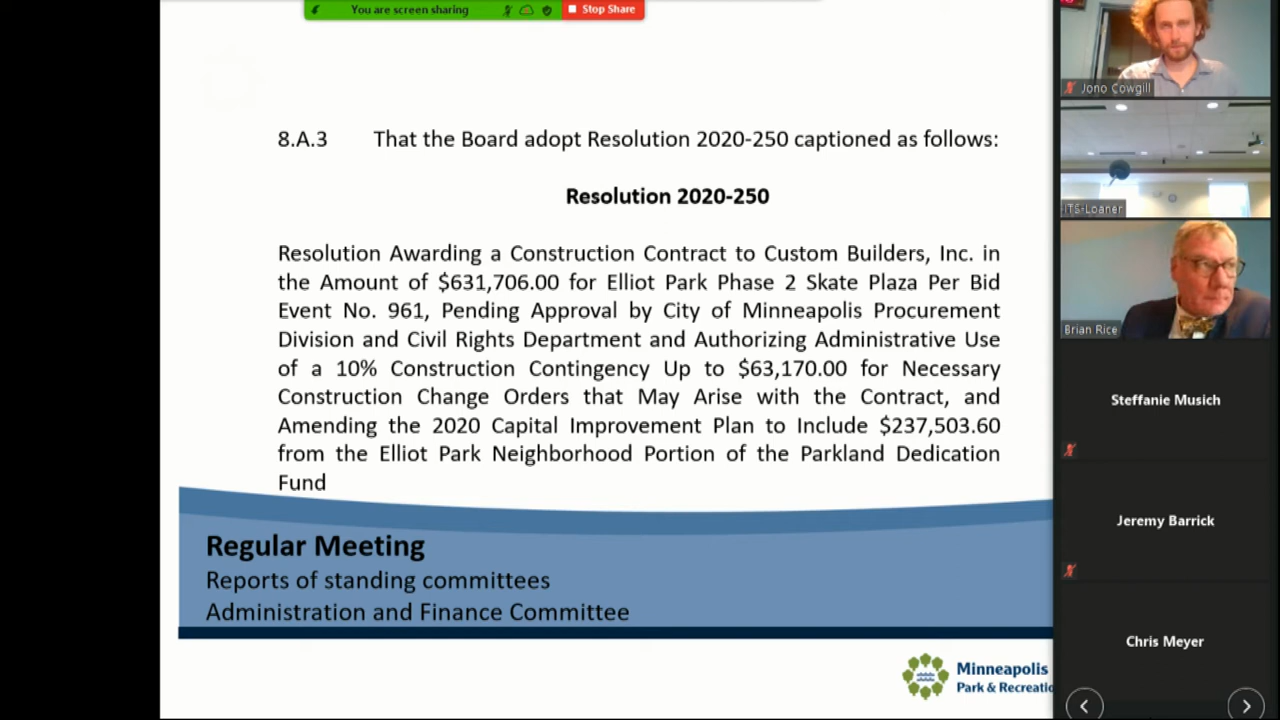 You are screen sharing
Stop Share
8.A.3 That the Board adopt Resolution 2020-250 captioned as follows:
Resolution 2020-250
Resolution Awarding a Construction Contract to Custom Builders, Inc. in
the Amount of $631,706.00 for Elliot Park Phase 2 Skate Plaza Per Bid
Event No. 961, Pending Approval by City of Minneapolis Procurement
Division and Civil Rights Department and Authorizing Administrative Use
of a 10% Construction Contingency Up to $63,170.00 for Necessary
Construction Change Orders that May Arise with the Contract, and
Amending the 2020 Capital Improvement Plan to Include $237,503.60
from the Elliot Park Neighborhood Portion of the Parkland Dedication
Fund
Regular Meeting
Reports of standing committees
Administration and Finance Committee
Minneapolis
Park & Recreatio
Jono Cowgill
ITS-Loaner
Brian Rice
Steffanie Musich
Jeremy Barrick
Chris Meyer